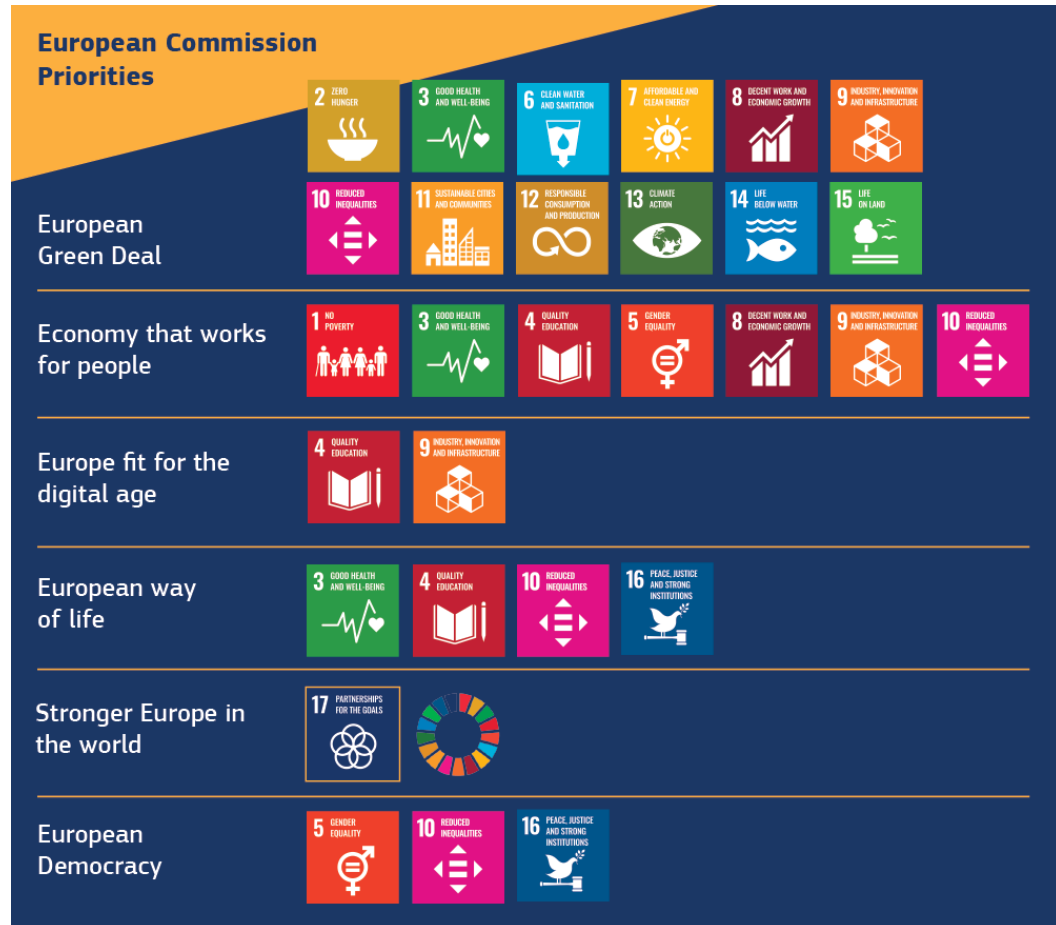 European Commission
Priorities
2 ZERO
HUNGER
3 GOOD HEALTH
AND WELL-BEING
6 CLEAN WATER
AND SANITATION
7 AFFORDABLE AND
CLEAN ENERGY
8 DECENT WORK AND
ECONOMIC GROWTH
9 INDUSTRY, INNOVATION
AND INFRASTRUCTURE
European
Green Deal
10 REDUCED
INEQUALITIES
11 SUSTAINABLE CITIES
AND COMMUNITIES
12 RESPONSIBLE
CONSUMPTION
AND PRODUCTION
13 CLIMATE
ACTION
14 LIFE
BELOW WATER
15 LIFE
ON LAND
Economy that works
for people
1 NO
POVERTY
3 GOOD HEALTH
AND WELL-BEING
4 QUALITY
EDUCATION
5 GENDER
EQUALITY
8 DECENT WORK AND
ECONOMIC GROWTH
9 INDUSTRY, INNOVATION
AND INFRASTRUCTURE
10 REDUCED
INEQUALITIES
Europe fit for the
digital age
4 QUALITY
EDUCATION
9 INDUSTRY, INNOVATION
AND INFRASTRUCTURE
European way
of life
3 GOOD HEALTH
AND WELL-BEING
4 QUALITY
EDUCATION
10 REDUCED
INEQUALITIES
16 PEACE, JUSTICE
AND STRONG
INSTITUTIONS
Stronger Europe in
the world
17 PARTNERSHIPS
FOR THE GOALS
European
Democracy
5 GENDER
EQUALITY
10 REDUCED
INEQUALITIES
16 PEACE, JUSTICE
AND STRONG
INSTITUTIONS